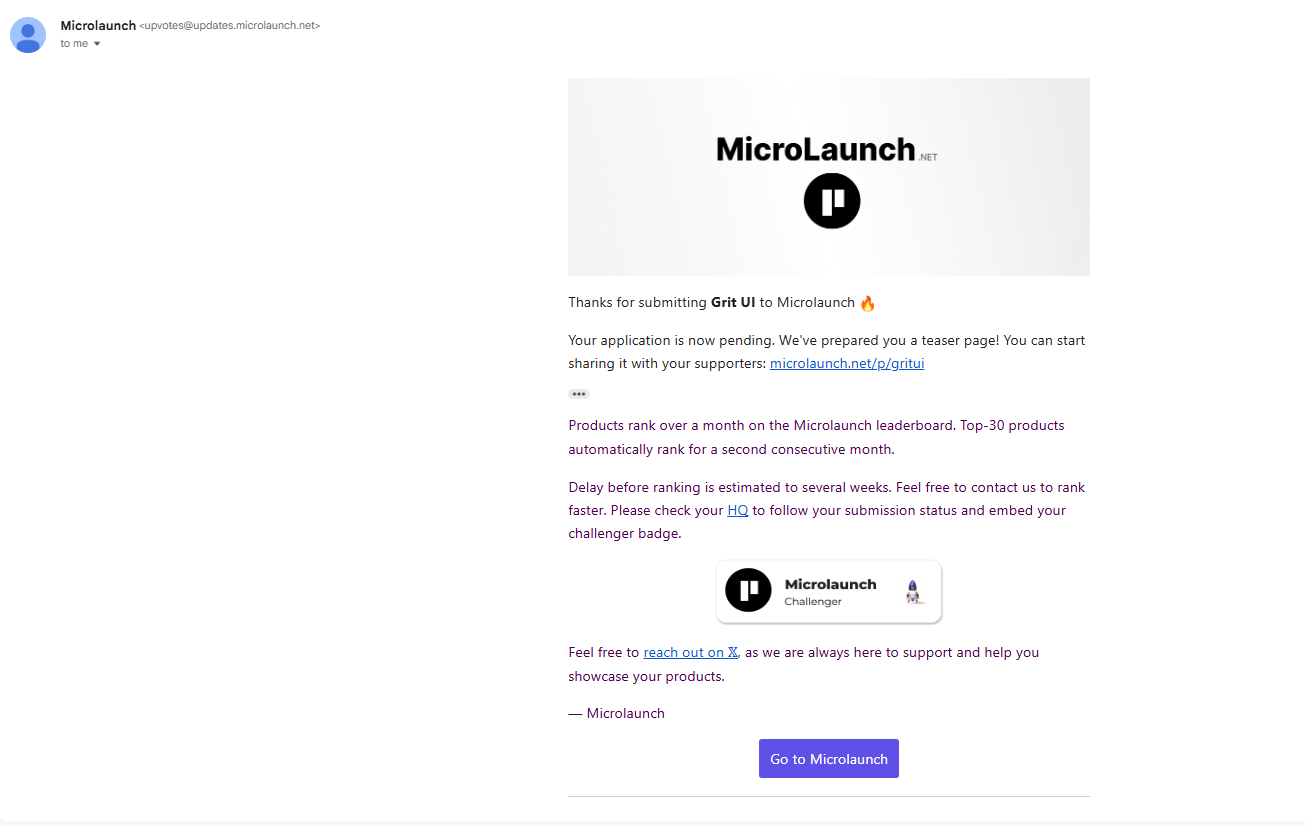 Microlaunch <upvotes@updates.microlaunch.net>
to me
MicroLaunch .NET
Thanks for submitting Grit UI to Microlaunch 🔥
Your application is now pending. We've prepared you a teaser page! You can start
sharing it with your supporters: microlaunch.net/p/gritui
•••
Products rank over a month on the Microlaunch leaderboard. Top-30 products
automatically rank for a second consecutive month.
Delay before ranking is estimated to several weeks. Feel free to contact us to rank
faster. Please check your HQ to follow your submission status and embed your
challenger badge.
Microlaunch
Challenger
Feel free to reach out on 𝕏, as we are always here to support and help you
showcase your products.
— Microlaunch
Go to Microlaunch